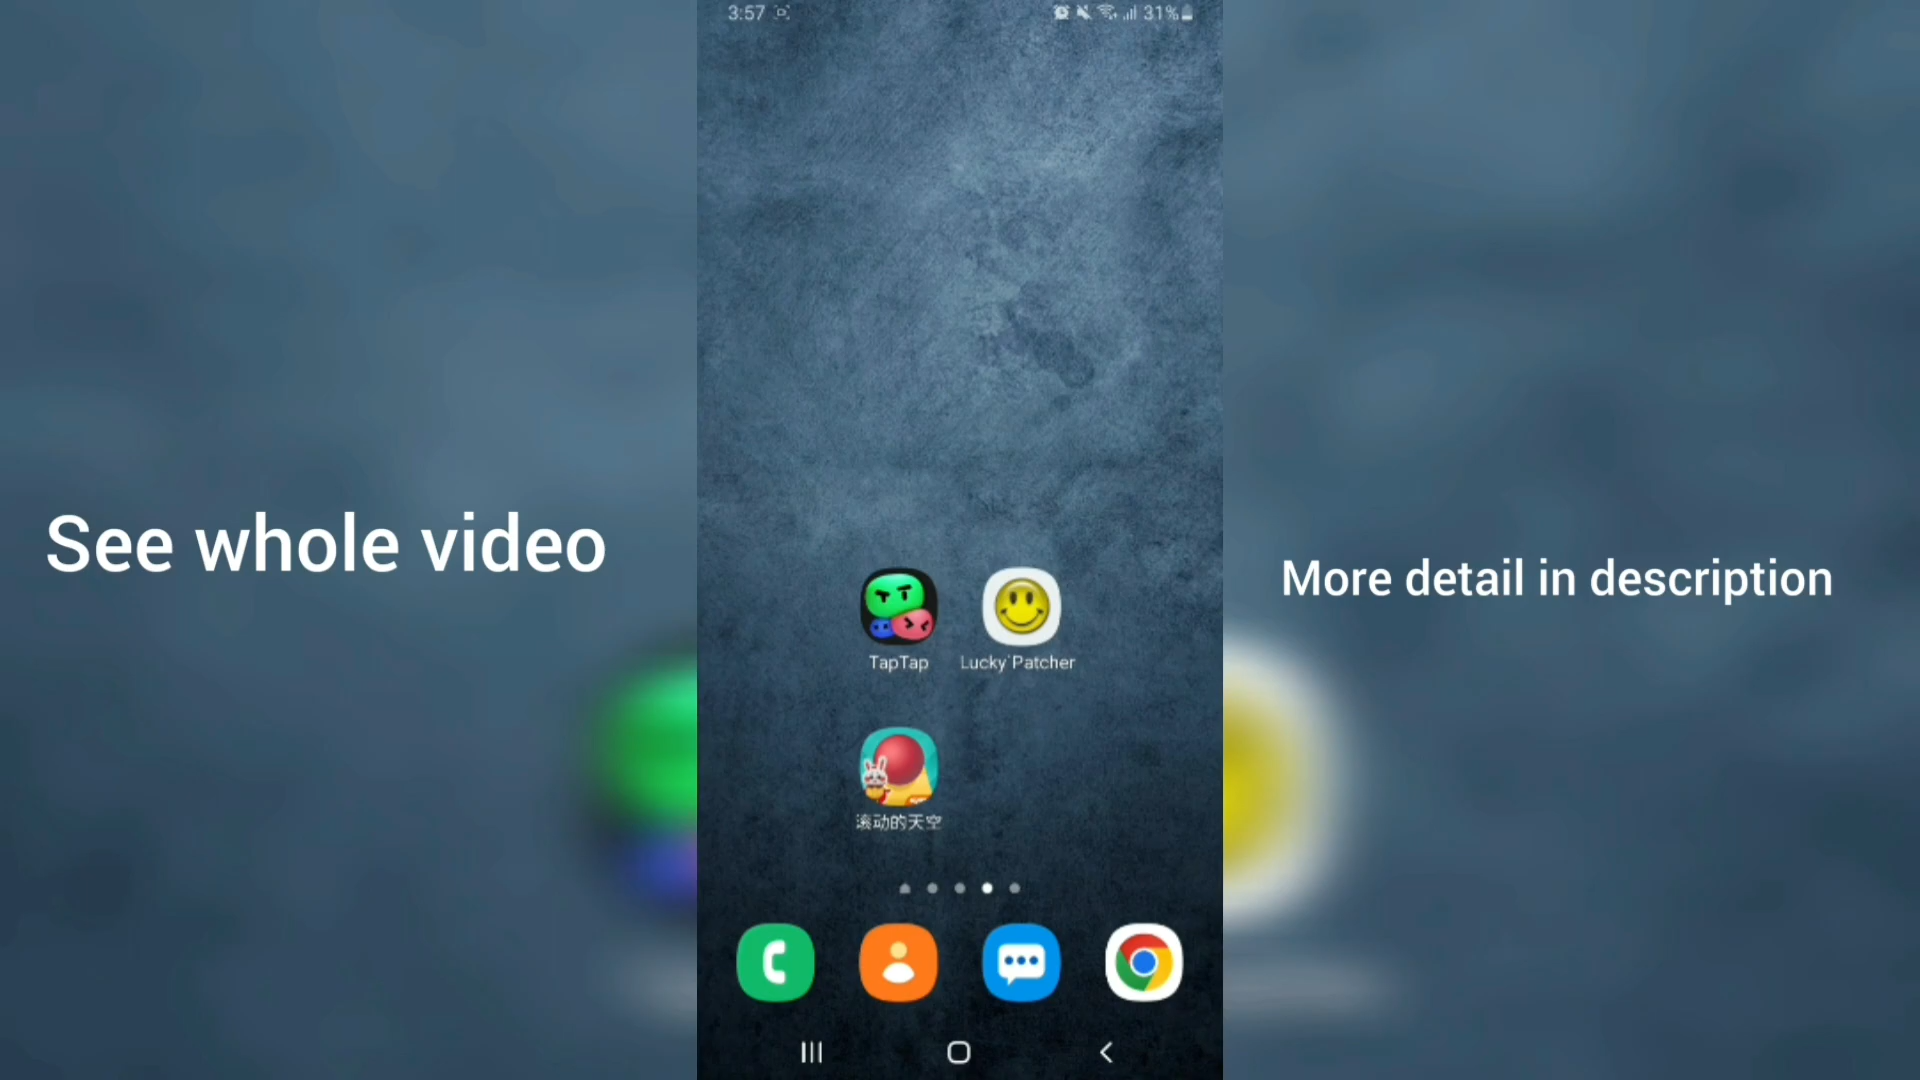 3:57
31%
See whole video
More detail in description
TapTap
Lucky Patcher
滚动的天空